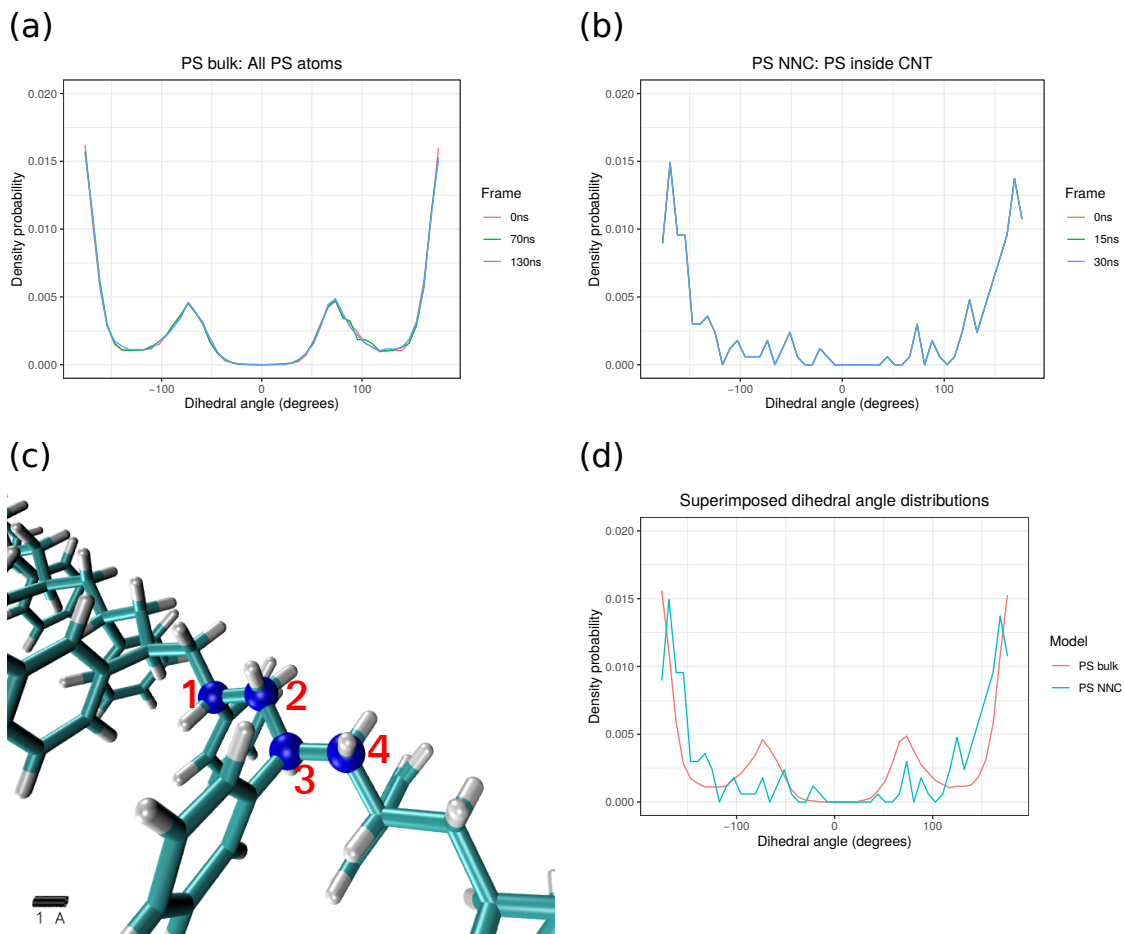 (a)
PS bulk: All PS atoms
0.020
0.015
0.010
0.005
0.000
Density probability
−100
0
100
Dihedral angle (degrees)
Frame
0ns
70ns
130ns
(b)
PS NNC: PS inside CNT
0.020
0.015
0.010
0.005
0.000
Density probability
−100
0
100
Dihedral angle (degrees)
Frame
0ns
15ns
30ns
(c)
1
2
3
4
1 A
(d)
Superimposed dihedral angle distributions
0.020
0.015
0.010
0.005
0.000
Density probability
−100
0
100
Dihedral angle (degrees)
Model
PS bulk
PS NNC